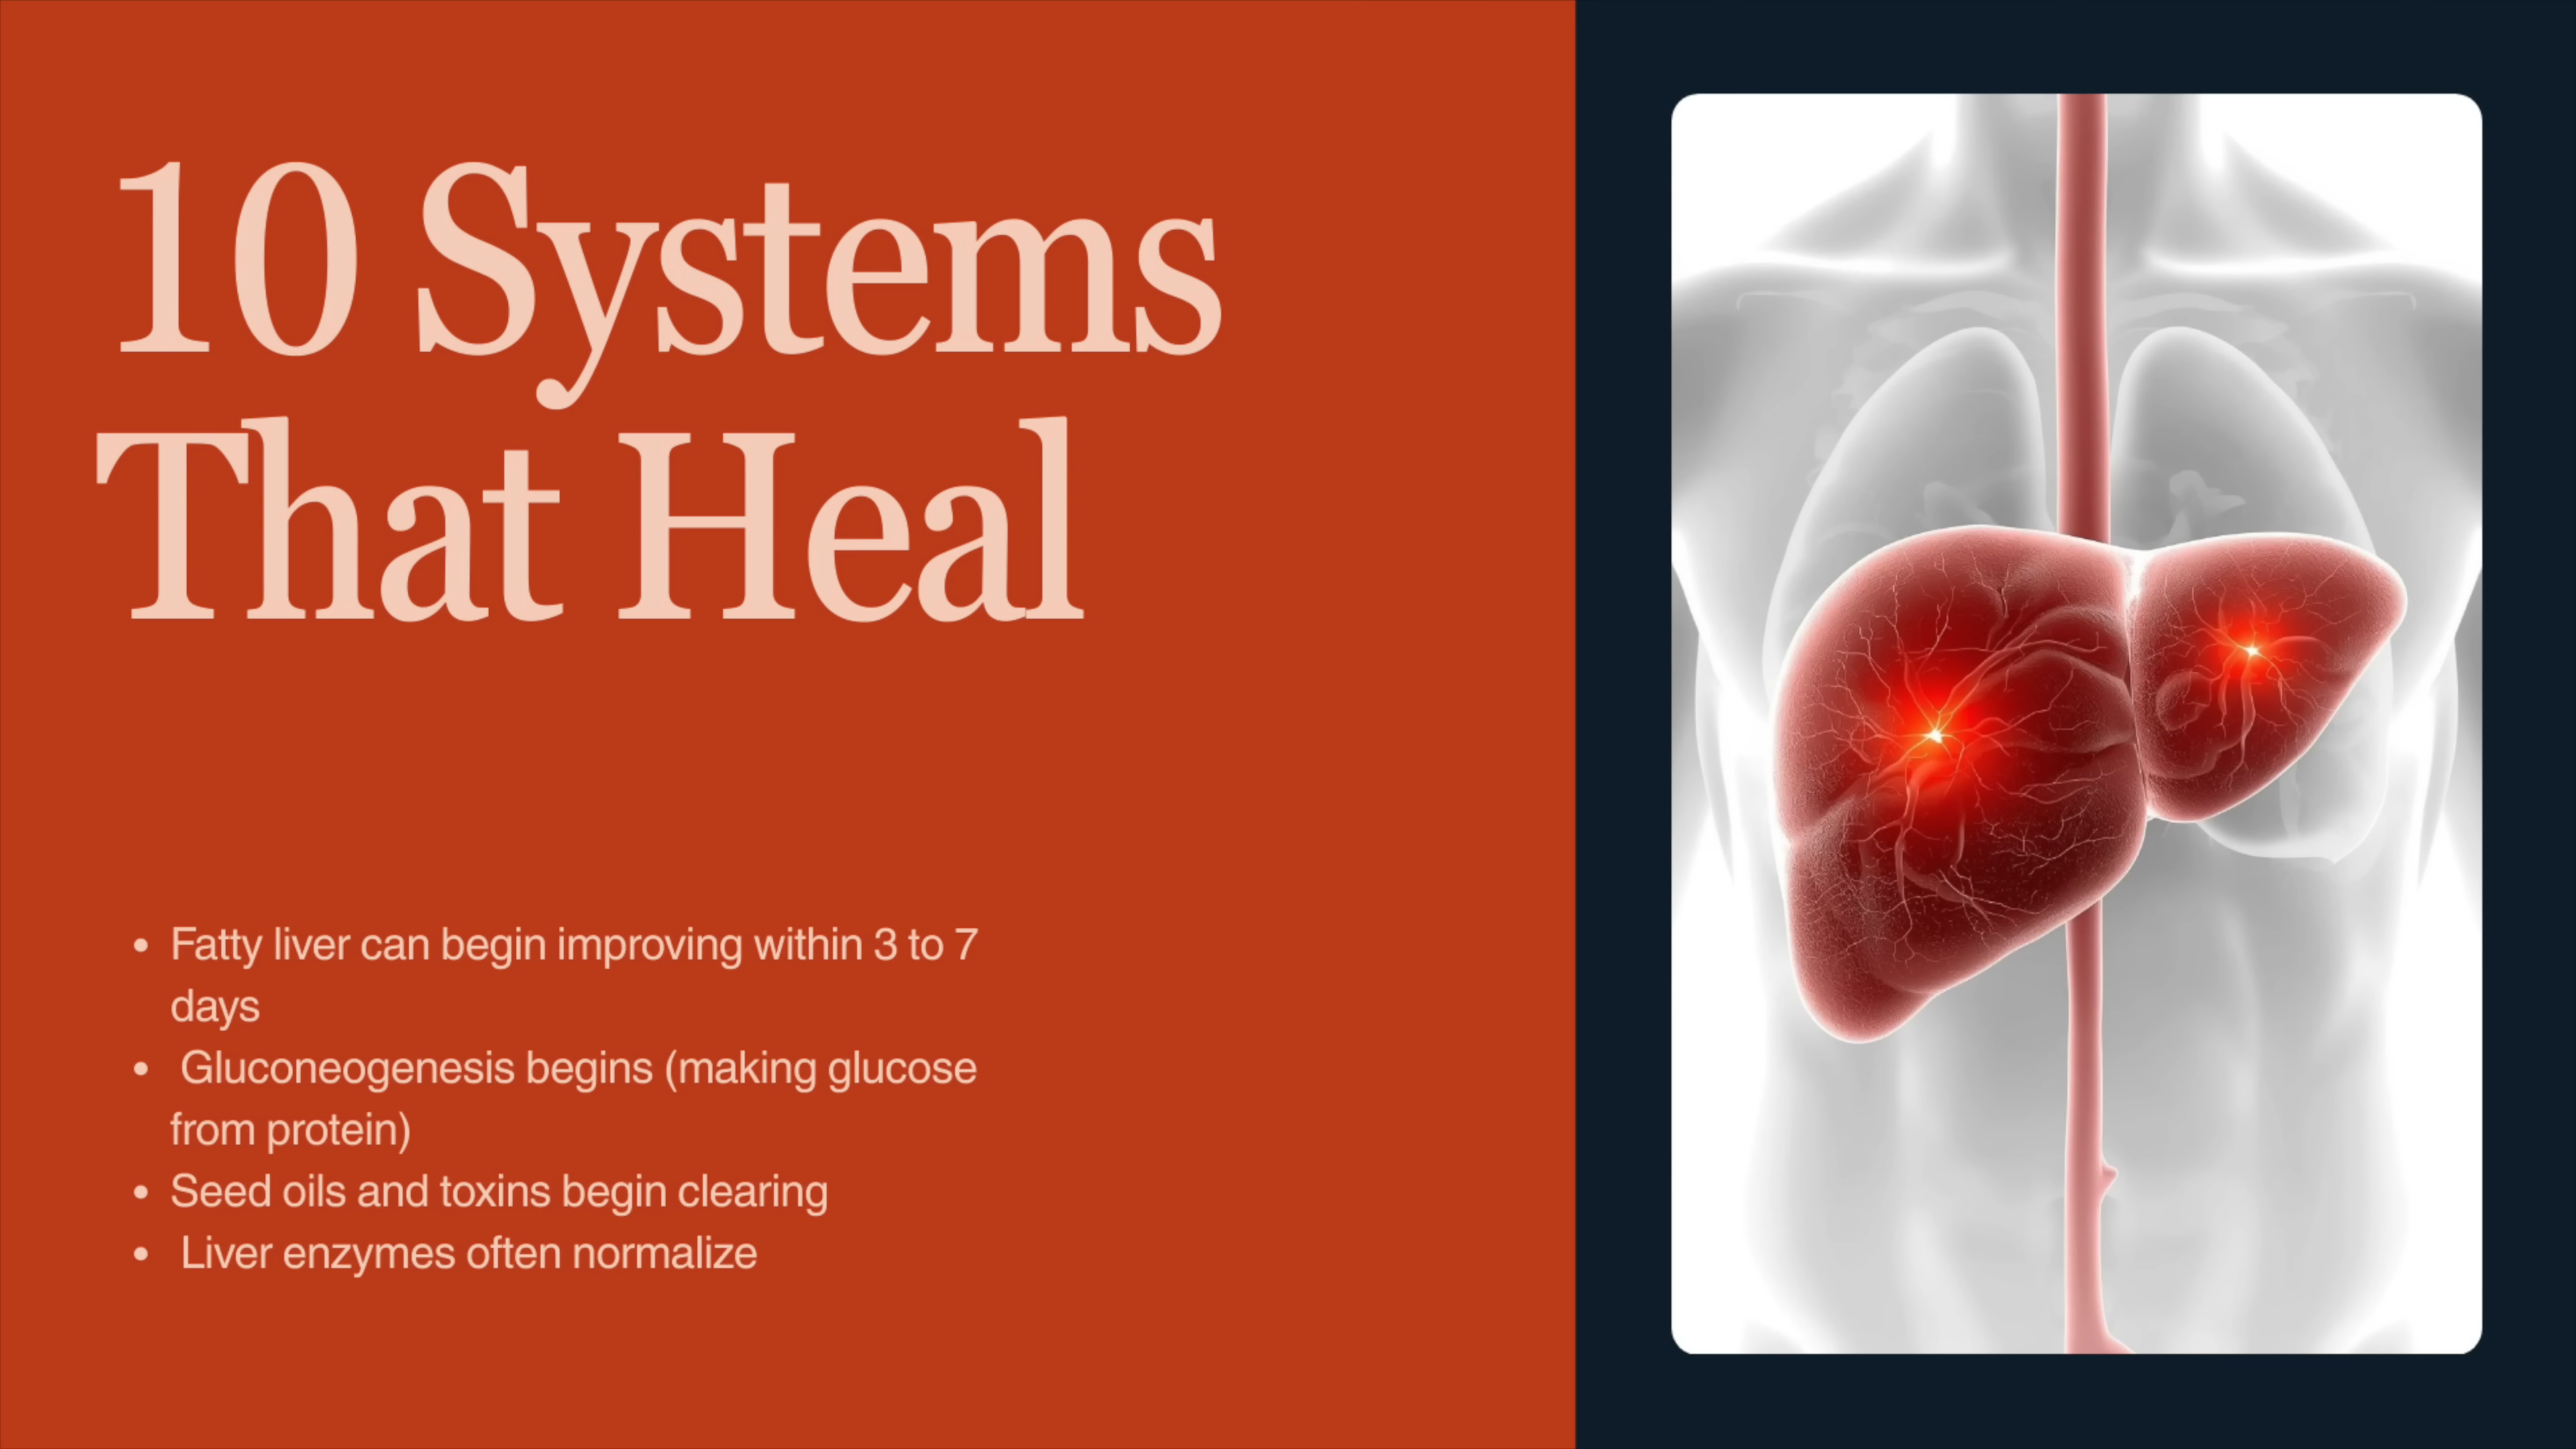 10 Systems
That Heal
• Fatty liver can begin improving within 3 to 7
days
• Gluconeogenesis begins (making glucose
from protein)
• Seed oils and toxins begin clearing
• Liver enzymes often normalize